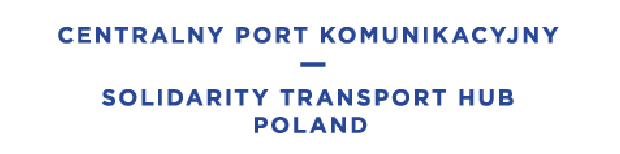 CENTRALNY PORT KOMUNIKACYJNY
—
SOLIDARITY TRANSPORT HUB
POLAND